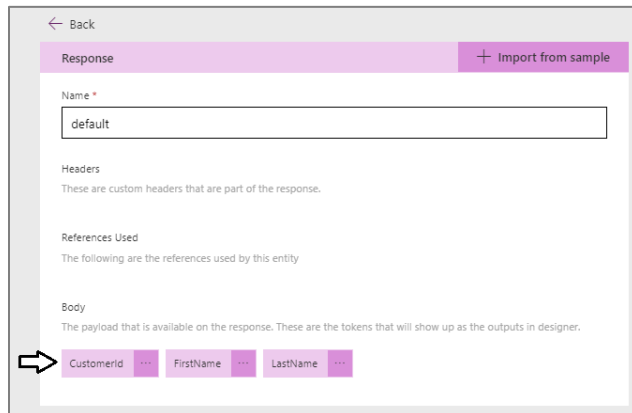 ← Back
Response
+ Import from sample
Name *
default
Headers
These are custom headers that are part of the response.
References Used
The following are the references used by this entity
Body
The payload that is available on the response. These are the tokens that will show up as the outputs in designer.
CustomerId ··· FirstName ··· LastName ···